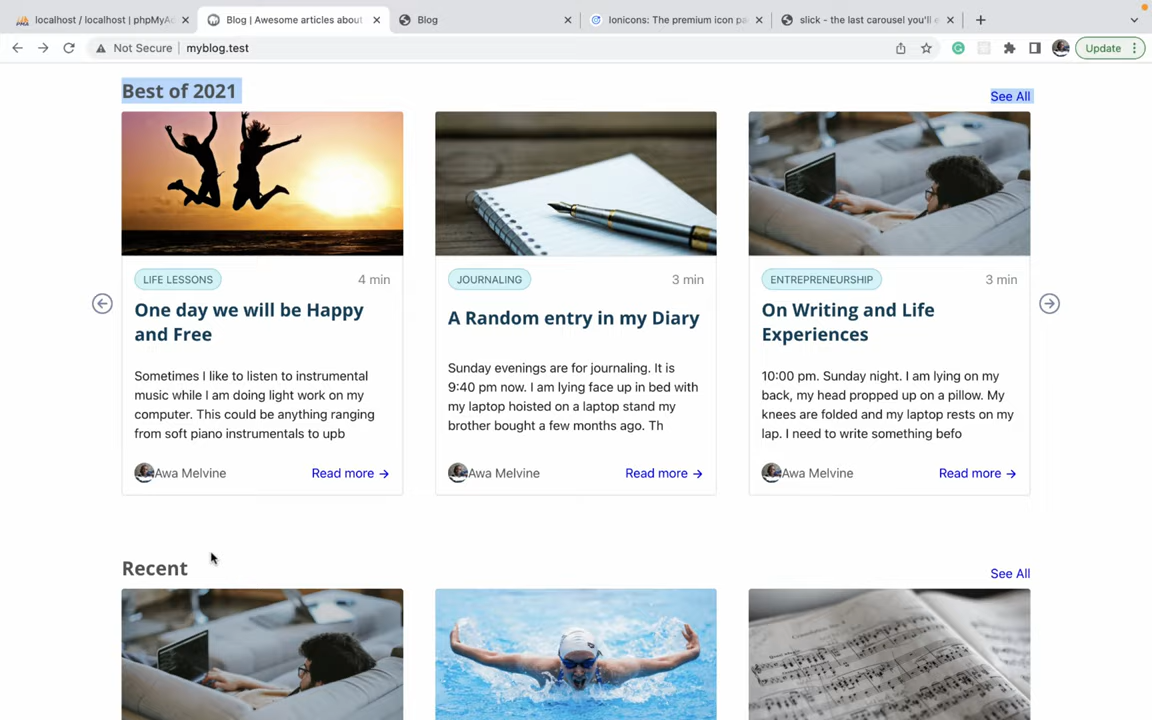 localhost / localhost | phpMyAc
Blog | Awesome articles about
Blog
Ionicons: The premium icon pa
slick - the last carousel you'll e
Not Secure
myblog.test
Update
Best of 2021
See All
LIFE LESSONS
4 min
One day we will be Happy
and Free
Sometimes I like to listen to instrumental
music while I am doing light work on my
computer. This could be anything ranging
from soft piano instrumentals to upb
Awa Melvine
Read more →
JOURNALING
3 min
A Random entry in my Diary
Sunday evenings are for journaling. It is
9:40 pm now. I am lying face up in bed with
my laptop hoisted on a laptop stand my
brother bought a few months ago. Th
Awa Melvine
Read more →
ENTREPRENEURSHIP
3 min
On Writing and Life
Experiences
10:00 pm. Sunday night. I am lying on my
back, my head propped up on a pillow. My
knees are folded and my laptop rests on my
lap. I need to write something befo
Awa Melvine
Read more →
Recent
See All